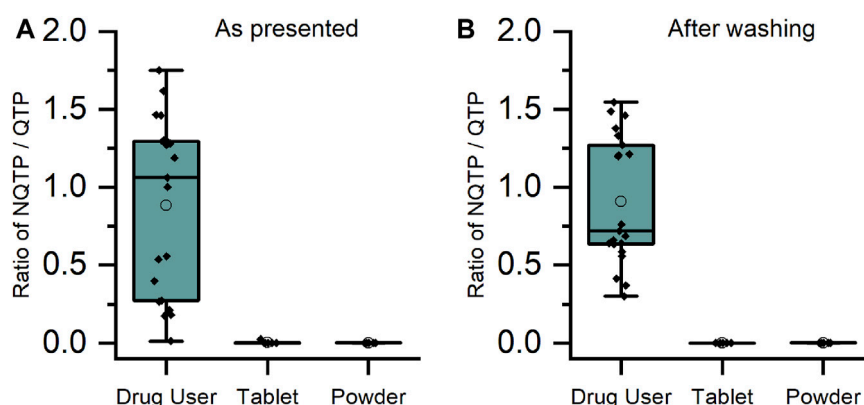 A
As presented
Ratio of NQTP / QTP
2.0
1.5
1.0
0.5
0.0
Drug User
Tablet
Powder
B
After washing
Ratio of NQTP / QTP
2.0
1.5
1.0
0.5
0.0
Drug User
Tablet
Powder